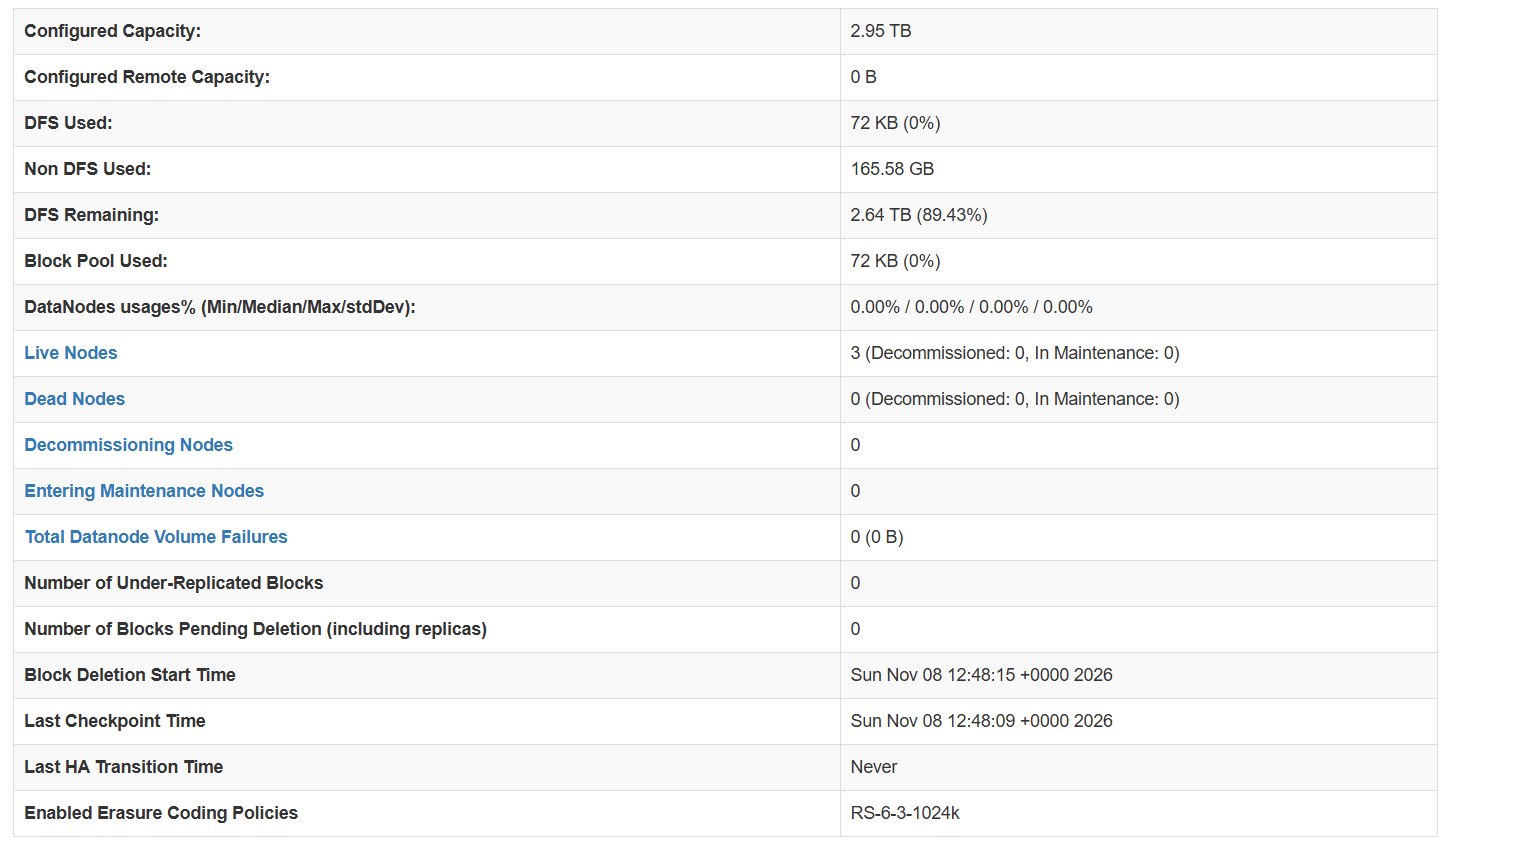 Configured Capacity: 2.95 TB
Configured Remote Capacity: 0 B
DFS Used: 72 KB (0%)
Non DFS Used: 165.58 GB
DFS Remaining: 2.64 TB (89.43%)
Block Pool Used: 72 KB (0%)
DataNodes usages% (Min/Median/Max/stdDev): 0.00% / 0.00% / 0.00% / 0.00%
Live Nodes 3 (Decommissioned: 0, In Maintenance: 0)
Dead Nodes 0 (Decommissioned: 0, In Maintenance: 0)
Decommissioning Nodes 0
Entering Maintenance Nodes 0
Total Datanode Volume Failures 0 (0 B)
Number of Under-Replicated Blocks 0
Number of Blocks Pending Deletion (including replicas) 0
Block Deletion Start Time Sun Nov 08 12:48:15 +0000 2026
Last Checkpoint Time Sun Nov 08 12:48:09 +0000 2026
Last HA Transition Time Never
Enabled Erasure Coding Policies RS-6-3-1024k